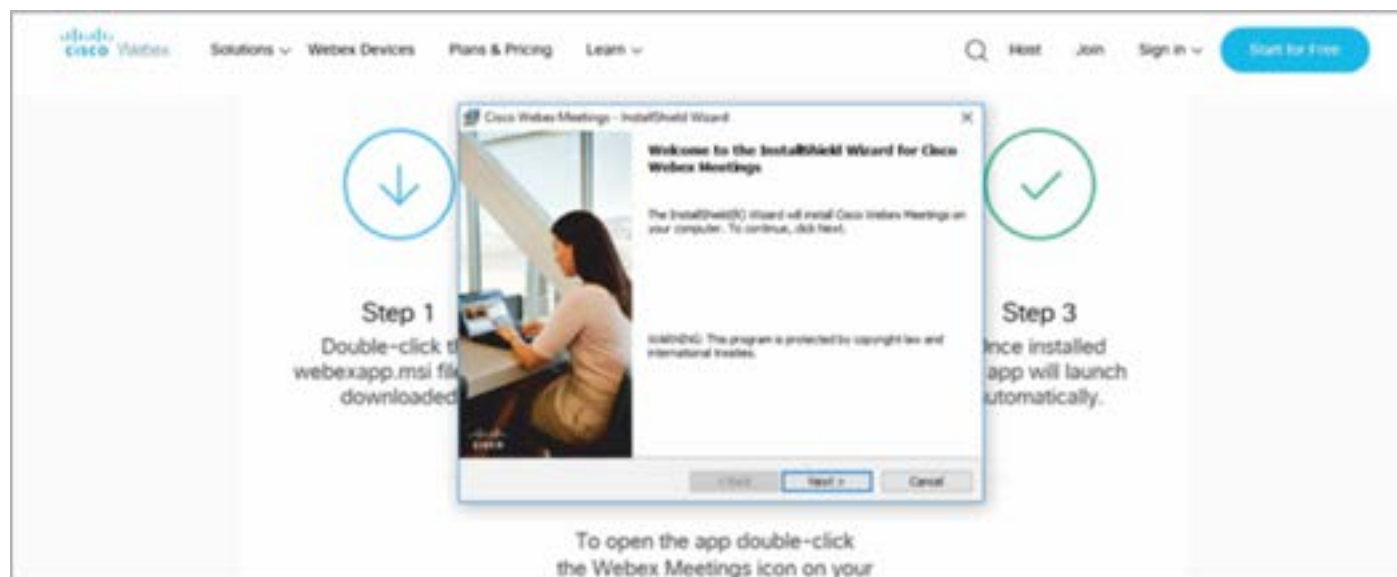 cisco Webex
Solutions Webex Devices Plans & Pricing Learn Host Join Sign in Start for Free
Cisco Webex Meetings - InstallShield Wizard
Welcome to the InstallShield Wizard for Cisco
Webex Meetings
The InstallShield(R) Wizard will install Cisco Webex Meetings on
your computer. To continue, click Next.
WARNING: This program is protected by copyright law and
international treaties.
cisco
< Back Next > Cancel
Step 1
Double-click t
webexapp.msi file
downloaded
Step 3
nce installed
app will launch
utomatically.
To open the app double-click
the Webex Meetings icon on your